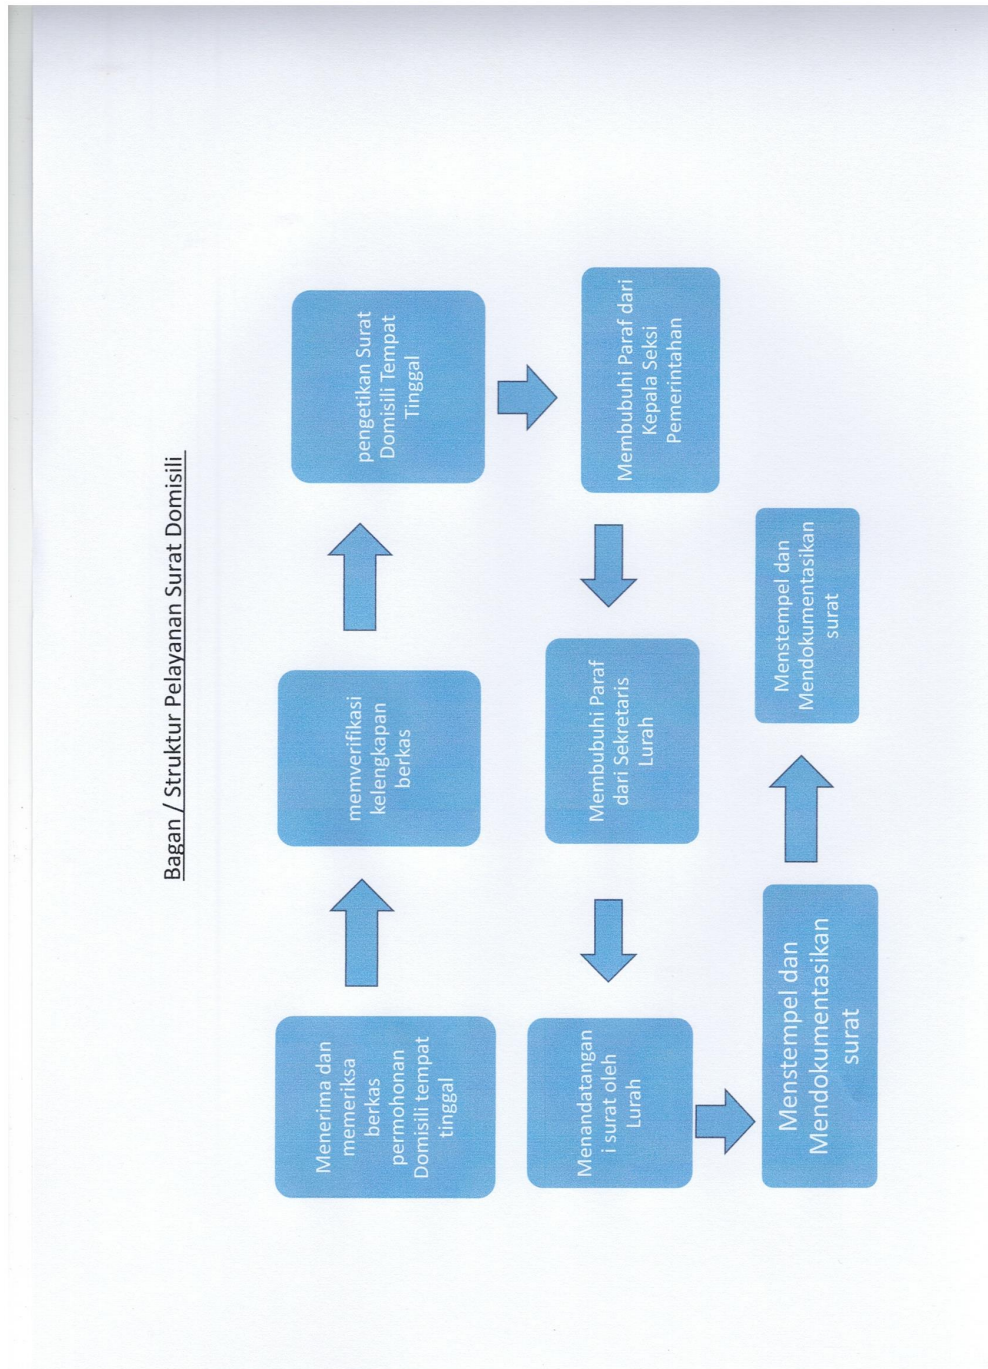 Bagan / Struktur Pelayanan Surat Domisili
Menerima dan
memeriksa
berkas
permohonan
Domisili tempat
tinggal
memverifikasi
kelengkapan
berkas
pengetikan Surat
Domisili Tempat
Tinggal
Membubuhi Paraf dari
Kepala Seksi
Pemerintahan
Membubuhi Paraf
dari Sekretaris
Lurah
Menandatangan
i surat oleh
Lurah
Menstempel dan
Mendokumentasikan
surat
Menstempel dan
Mendokumentasikan
surat